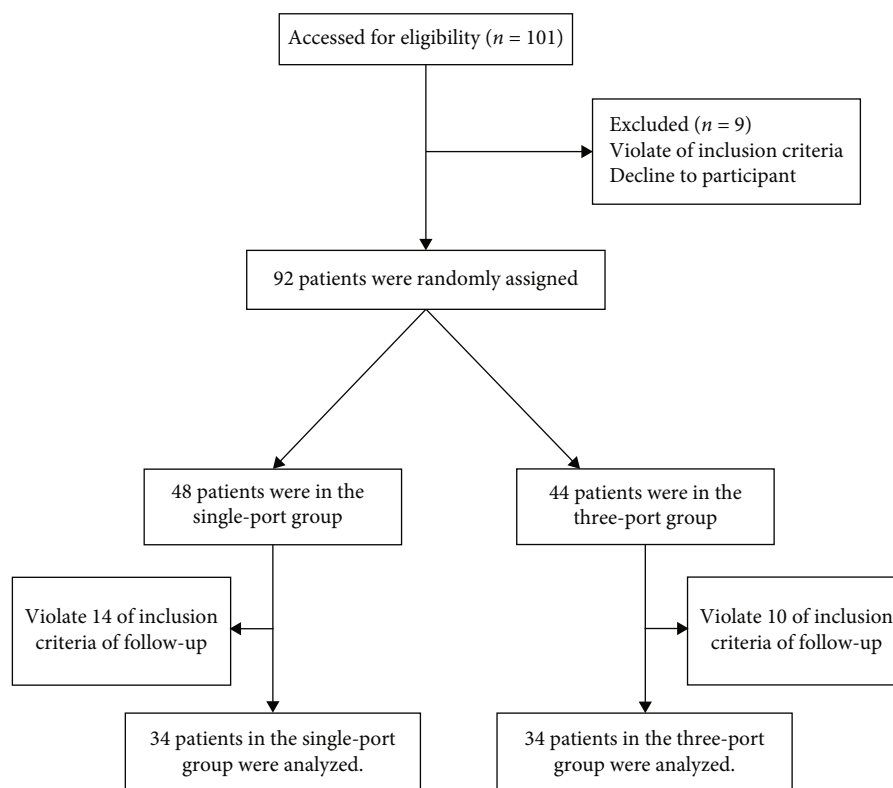 Accessed for eligibility (n = 101)
Excluded (n = 9)
Violate of inclusion criteria
Decline to participant
92 patients were randomly assigned
48 patients were in the
single-port group
44 patients were in the
three-port group
Violate 14 of inclusion
criteria of follow-up
Violate 10 of inclusion
criteria of follow-up
34 patients in the single-port
group were analyzed.
34 patients in the three-port
group were analyzed.